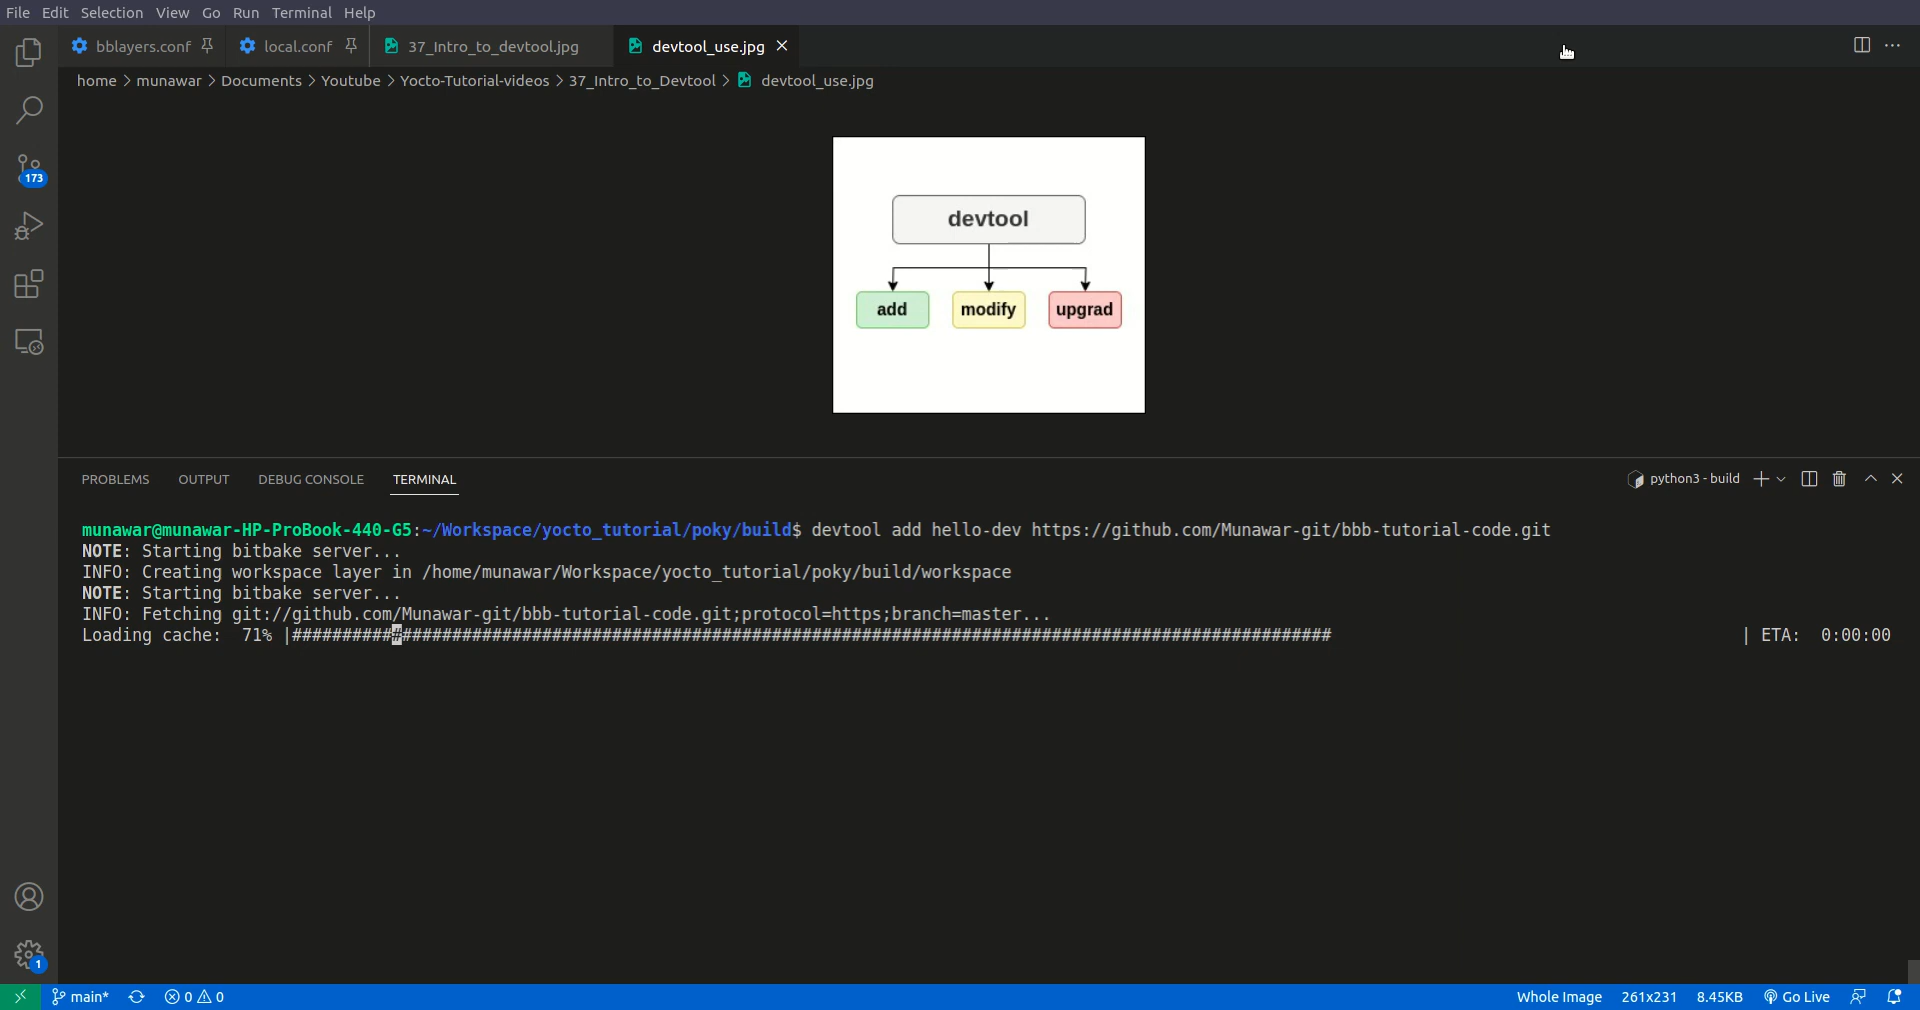 File Edit Selection View Go Run Terminal Help
bblayers.conf local.conf 37_Intro_to_devtool.jpg devtool_use.jpg
home > munawar > Documents > Youtube > Yocto-Tutorial-videos > 37_Intro_to_Devtool > devtool_use.jpg
173
devtool
add modify upgrad
PROBLEMS OUTPUT DEBUG CONSOLE TERMINAL python3 - build
munawar@munawar-HP-ProBook-440-G5:~/Workspace/yocto_tutorial/poky/build$ devtool add hello-dev https://github.com/Munawar-git/bbb-tutorial-code.git
NOTE: Starting bitbake server...
INFO: Creating workspace layer in /home/munawar/Workspace/yocto_tutorial/poky/build/workspace
NOTE: Starting bitbake server...
INFO: Fetching git://github.com/Munawar-git/bbb-tutorial-code.git;protocol=https;branch=master...
Loading cache: 71% |######################################################################################################## | ETA: 0:00:00
1
main* 0 0 Whole Image 261x231 8.45KB Go Live